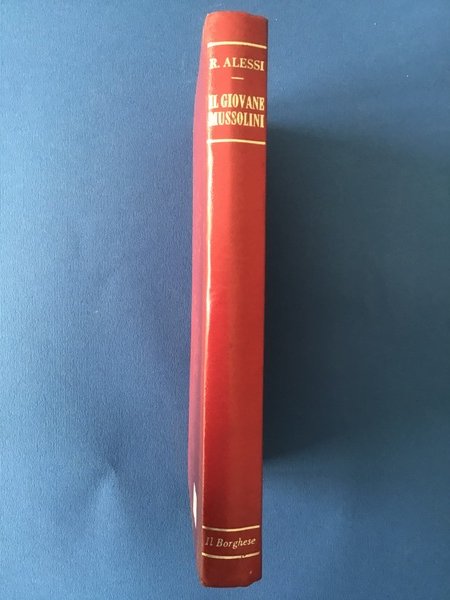 R. ALESSI
IL GIOVANE
MUSSOLINI
Il Borghese